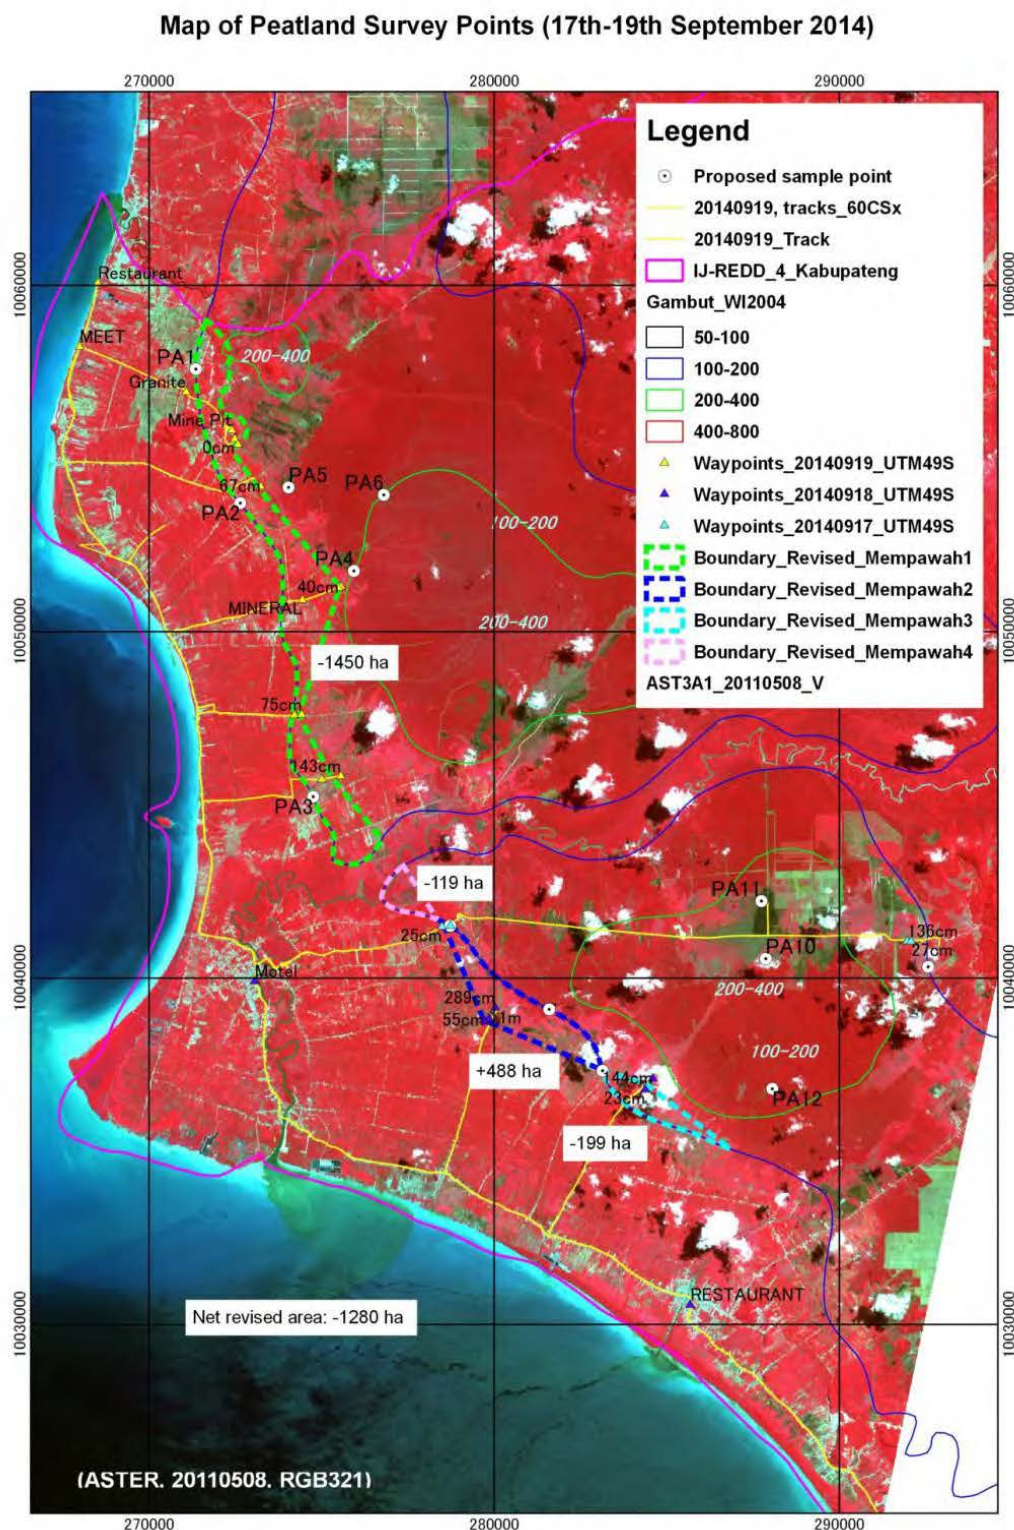 Map of Peatland Survey Points (17th-19th September 2014)
270000 280000 290000
Legend
Proposed sample point
20140919, tracks_60CSx
20140919_Track
IJ-REDD_4_Kabupateng
Gambut_WI2004
50-100
100-200
200-400
400-800
Waypoints_20140919_UTM49S
Waypoints_20140918_UTM49S
Waypoints_20140917_UTM49S
Boundary_Revised_Mempawah1
Boundary_Revised_Mempawah2
Boundary_Revised_Mempawah3
Boundary_Revised_Mempawah4
AST3A1_20110508_V
10060000 10060000
Restaurant
MEET
PA1
200-400
Granite
Mine Pit
0cm
67cm
PA5
PA6
PA2
100-200
PA4
40cm
MINERAL
200-400
10050000 10050000
-1450 ha
75cm
143cm
PA3
-119 ha
PA11
25cm
136cm
PA10
27cm
Motel
10040000 10040000
200-400
289cm
55cm
1m
+488 ha
100-200
144cm
23cm
PA12
-199 ha
RESTAURANT
Net revised area: -1280 ha
10030000 10030000
(ASTER, 20110508, RGB321)
270000 280000 290000